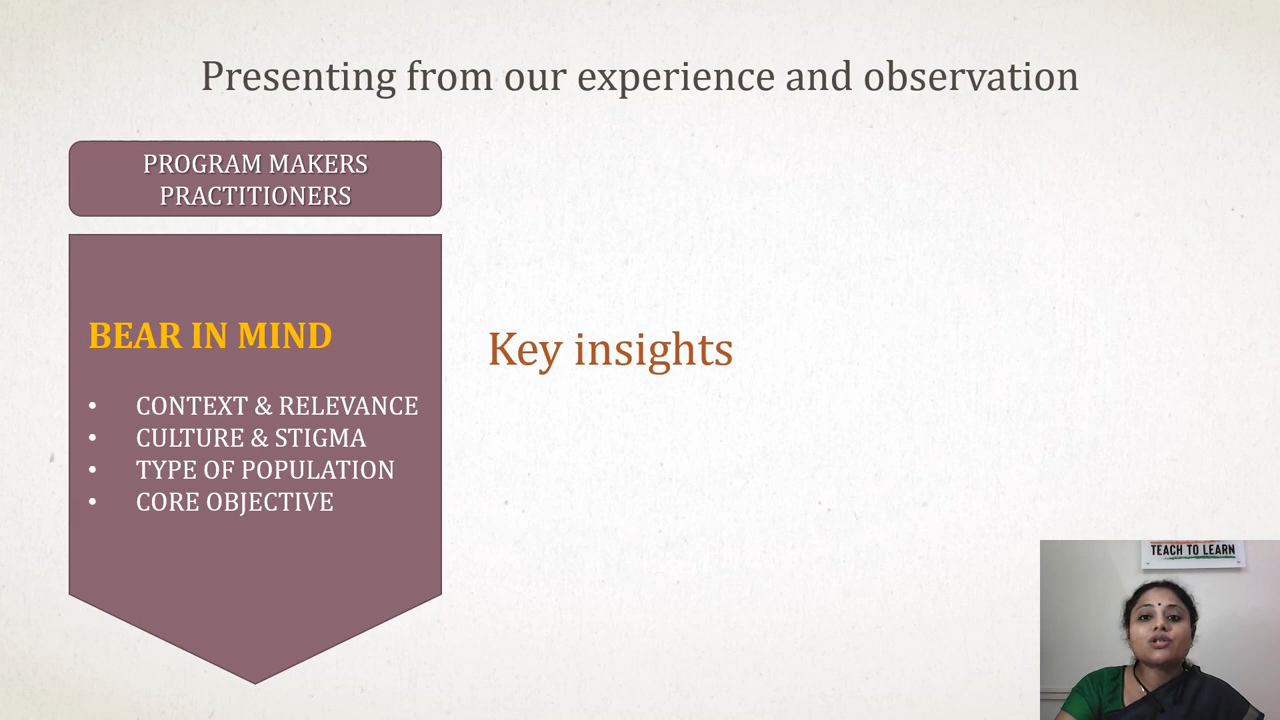 Presenting from our experience and observation
PROGRAM MAKERS
PRACTITIONERS
BEAR IN MIND
• CONTEXT & RELEVANCE
• CULTURE & STIGMA
• TYPE OF POPULATION
• CORE OBJECTIVE
Key insights
TEACH TO LEARN